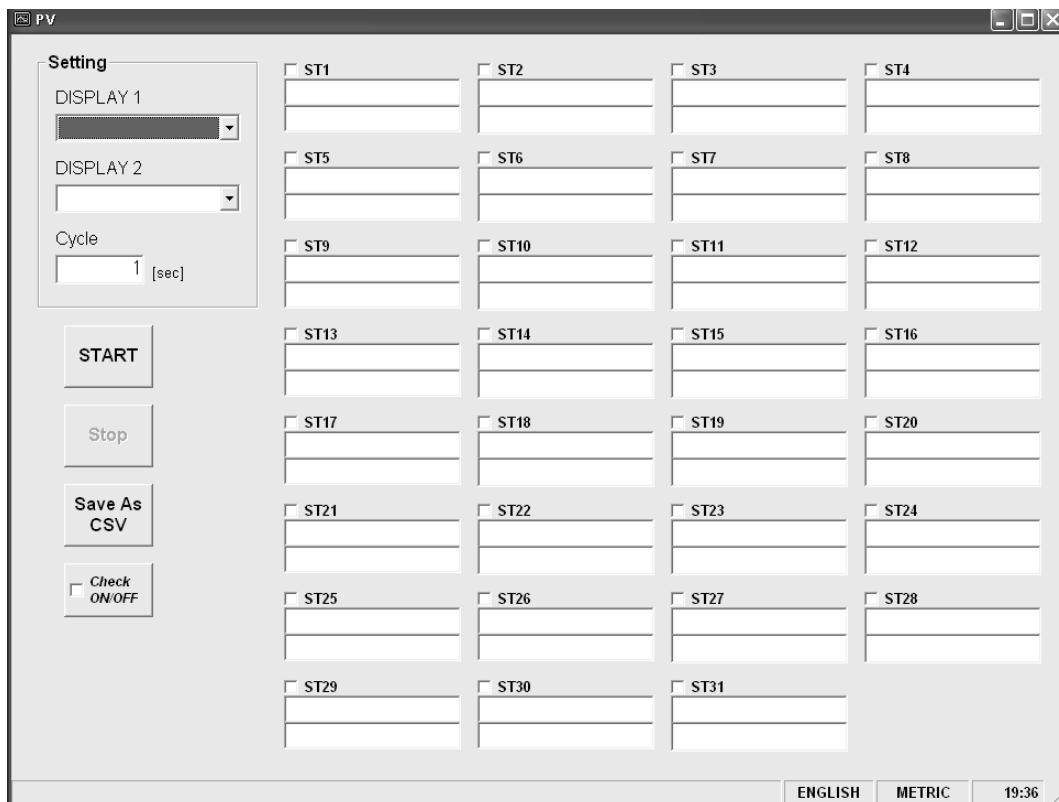 PV
Setting
DISPLAY 1
DISPLAY 2
Cycle
1 [sec]
START
Stop
Save As
CSV
Check
ON/OFF
ST1 ST2 ST3 ST4
ST5 ST6 ST7 ST8
ST9 ST10 ST11 ST12
ST13 ST14 ST15 ST16
ST17 ST18 ST19 ST20
ST21 ST22 ST23 ST24
ST25 ST26 ST27 ST28
ST29 ST30 ST31
ENGLISH METRIC 19:36